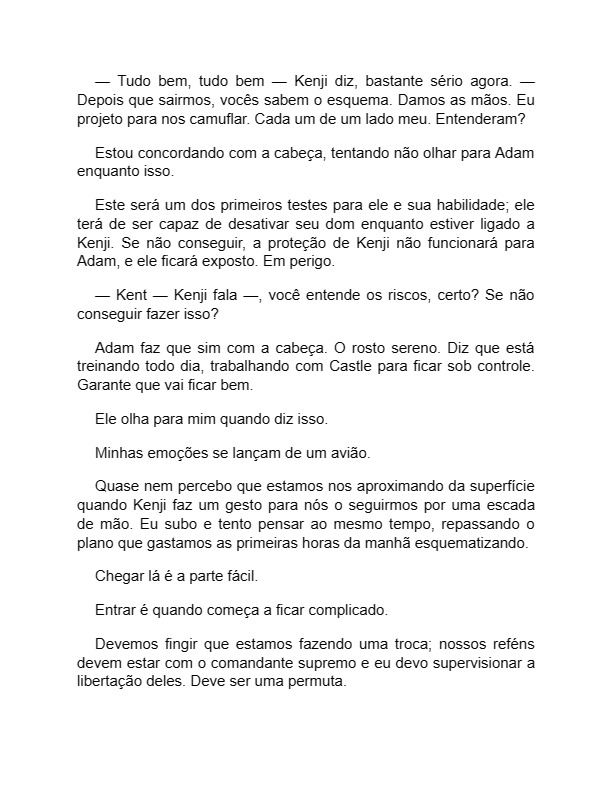 — Tudo bem, tudo bem — Kenji diz, bastante sério agora. —
Depois que sairmos, vocês sabem o esquema. Damos as mãos. Eu
projeto para nos camuflar. Cada um de um lado meu. Entenderam?
Estou concordando com a cabeça, tentando não olhar para Adam
enquanto isso.
Este será um dos primeiros testes para ele e sua habilidade; ele
terá de ser capaz de desativar seu dom enquanto estiver ligado a
Kenji. Se não conseguir, a proteção de Kenji não funcionará para
Adam, e ele ficará exposto. Em perigo.
— Kent — Kenji fala —, você entende os riscos, certo? Se não
conseguir fazer isso?
Adam faz que sim com a cabeça. O rosto sereno. Diz que está
treinando todo dia, trabalhando com Castle para ficar sob controle.
Garante que vai ficar bem.
Ele olha para mim quando diz isso.
Minhas emoções se lançam de um avião.
Quase nem percebo que estamos nos aproximando da superfície
quando Kenji faz um gesto para nós o seguirmos por uma escada
de mão. Eu subo e tento pensar ao mesmo tempo, repassando o
plano que gastamos as primeiras horas da manhã esquematizando.
Chegar lá é a parte fácil.
Entrar é quando começa a ficar complicado.
Devemos fingir que estamos fazendo uma troca; nossos reféns
devem estar com o comandante supremo e eu devo supervisionar a
libertação deles. Deve ser uma permuta.